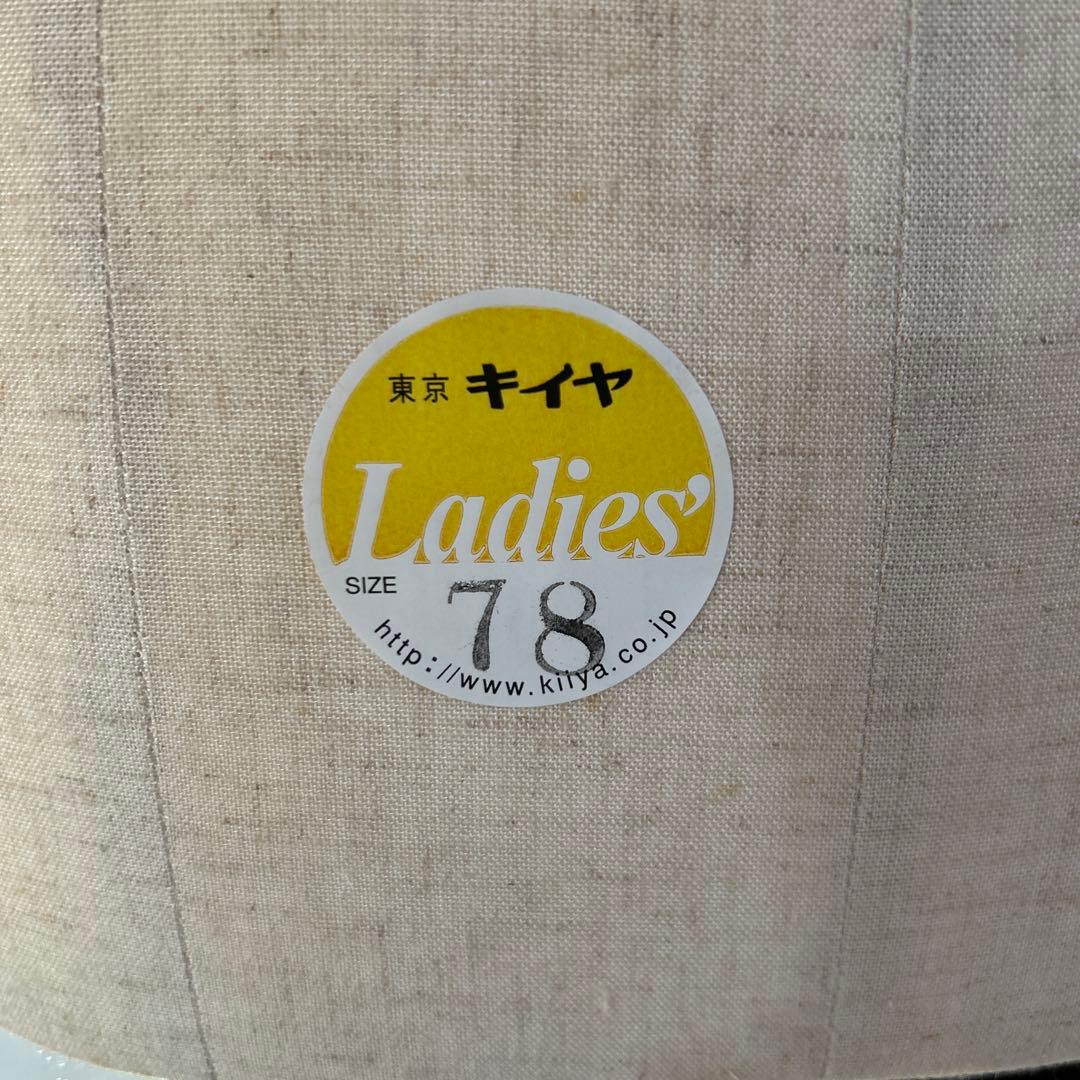 東京 キイヤ
Ladies'
SIZE 78
http://www.kiiya.co.jp